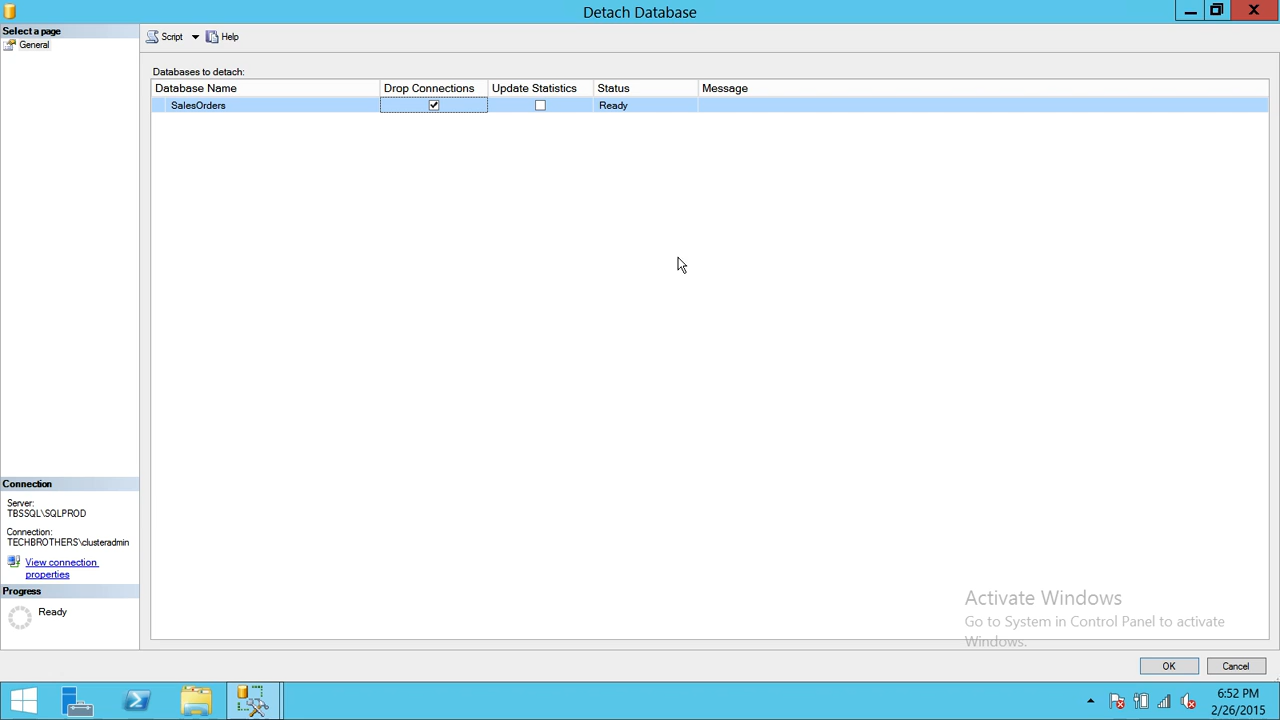 Detach Database
Select a page
General
Script
Help
Databases to detach:
Database Name Drop Connections Update Statistics Status Message
SalesOrders Ready
Connection
Server:
TBSSQL\SQLPROD
Connection:
TECHBROTHERS\clusteradmin
View connection
properties
Progress
Ready
Activate Windows
Go to System in Control Panel to activate
Windows.
OK
Cancel
6:52 PM
2/26/2015